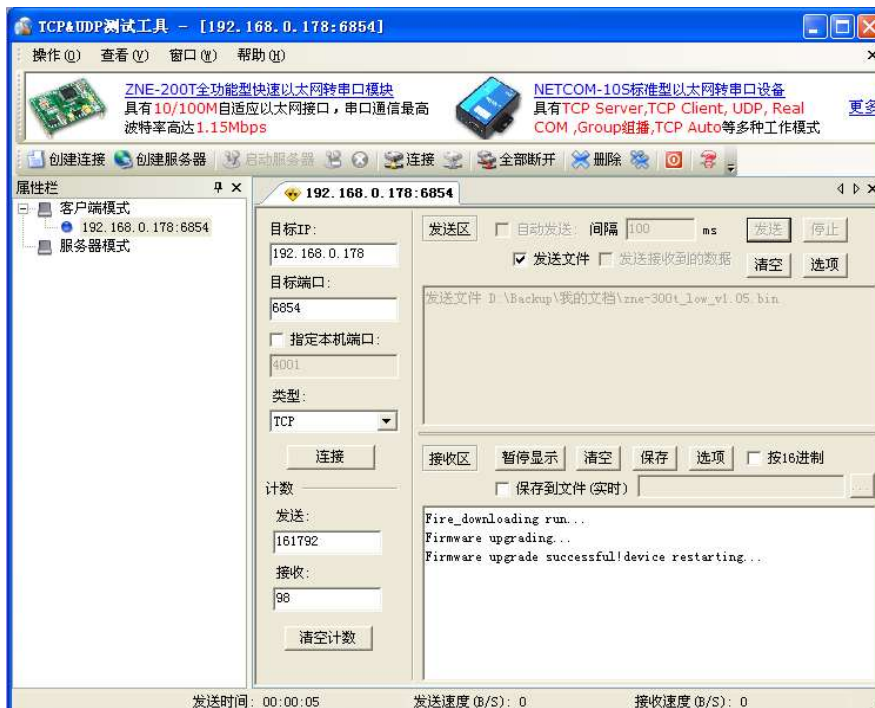 TCP&UDP测试工具 - [192.168.0.178:6854]
操作(O) 查看(V) 窗口(W) 帮助(H)
ZNE-200T全功能型快速以太网转串口模块
具有10/100M自适应以太网接口，串口通信最高
波特率高达1.15Mbps
NETCOM-10S标准型以太网转串口设备
具有TCP Server,TCP Client, UDP, Real
COM ,Group组播,TCP Auto等多种工作模式
更多
创建连接 创建服务器 启动服务器 连接 全部断开 删除
属性栏
客户端模式
192.168.0.178:6854
服务器模式
192.168.0.178:6854
目标IP:
192.168.0.178
目标端口:
6854
指定本机端口:
4001
类型:
TCP
连接
计数
发送:
161792
接收:
98
清空计数
发送区 自动发送: 间隔 100 ms 发送 停止
发送文件 发送接收到的数据 清空 选项
发送文件 D:\Backup\我的文档\zne-300t_low_v1.05.bin
接收区 暂停显示 清空 保存 选项 按16进制
保存到文件(实时) ...
Fire_downloading run...
Firmware upgrading...
Firmware upgrade successful!device restarting...
发送时间: 00:00:05 发送速度(B/S): 0 接收速度(B/S): 0